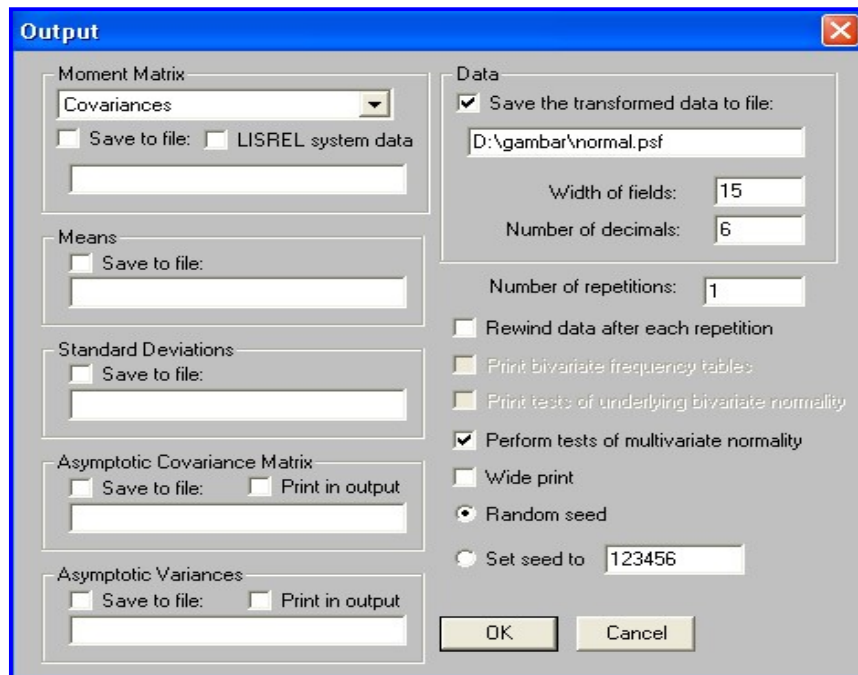 Output
Moment Matrix
Covariances
Save to file: LISREL system data
Means
Save to file:
Standard Deviations
Save to file:
Asymptotic Covariance Matrix
Save to file: Print in output
Asymptotic Variances
Save to file: Print in output
Data
Save the transformed data to file:
D:\gambar\normal.psf
Width of fields: 15
Number of decimals: 6
Number of repetitions: 1
Rewind data after each repetition
Print bivariate frequency tables
Print tests of underlying bivariate normality
Perform tests of multivariate normality
Wide print
Random seed
Set seed to 123456
OK Cancel